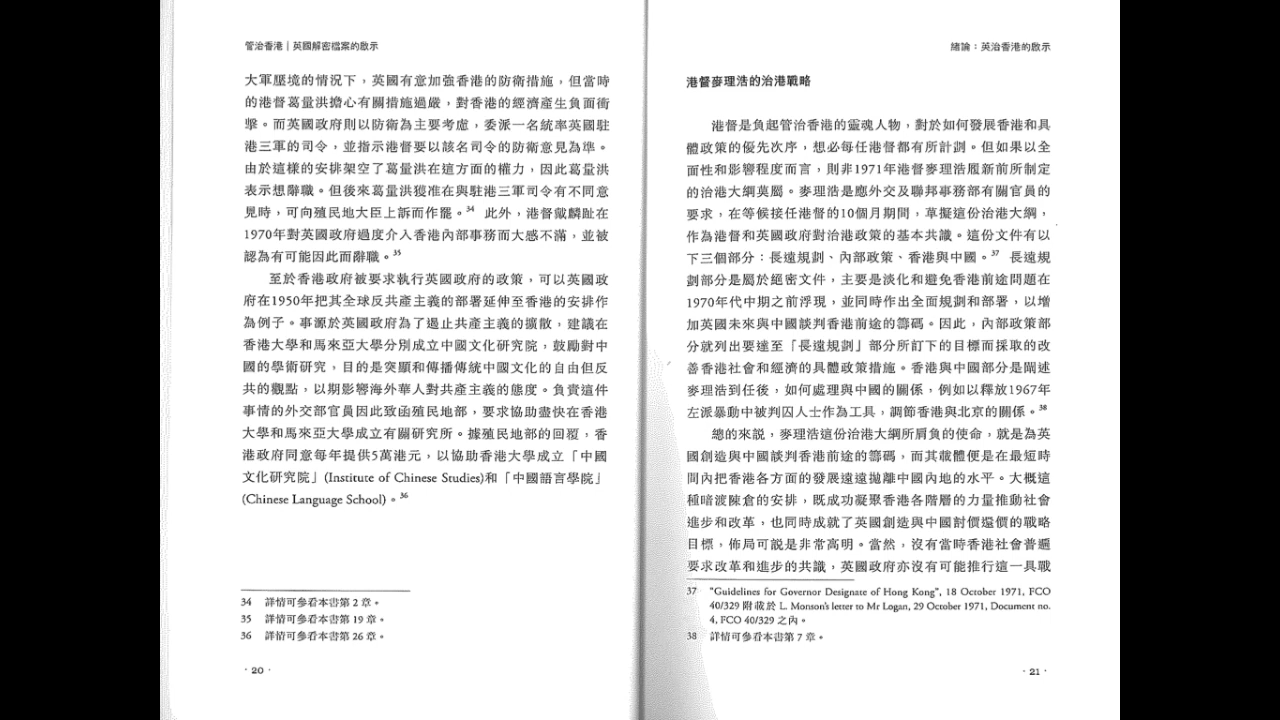 管治香港｜英國解密檔案的啟示
大軍壓境的情況下，英國有意加強香港的防衛措施，但當時
的港督葛量洪擔心有關措施過嚴，對香港的經濟產生負面衝
擊。而英國政府則以防衛為主要考慮，委派一名統率英國駐
港三軍的司令，並指示港督要以該名司令的防衛意見為準。
由於這樣的安排架空了葛量洪在這方面的權力，因此葛量洪
表示想辭職。但後來葛量洪獲准在與駐港三軍司令有不同意
見時，可向殖民地大臣上訴而作罷。34 此外，港督戴麟趾在
1970年對英國政府過度介入香港內部事務而大感不滿，並被
認為有可能因此而辭職。35
至於香港政府被要求執行英國政府的政策，可以英國政
府在1950年把其全球反共產主義的部署延伸至香港的安排作
為例子。事源於英國政府為了遏止共產主義的擴散，建議在
香港大學和馬來亞大學分別成立中國文化研究院，鼓勵對中
國的學術研究，目的是突顯和傳播傳統中國文化的自由但反
共的觀點，以期影響海外華人對共產主義的態度。負責這件
事情的外交部官員因此致函殖民地部，要求協助盡快在香港
大學和馬來亞大學成立有關研究所。據殖民地部的回覆，香
港政府同意每年提供5萬港元，以協助香港大學成立「中國
文化研究院」(Institute of Chinese Studies)和「中國語言學院」
(Chinese Language School)。36
34 詳情可參看本書第 2 章。
35 詳情可參看本書第 19 章。
36 詳情可參看本書第 26 章。
· 20 ·
緒論：英治香港的啟示
港督麥理浩的治港戰略
港督是負起管治香港的靈魂人物，對於如何發展香港和具
體政策的優先次序，想必每任港督都有所計劃。但如果以全
面性和影響程度而言，則非1971年港督麥理浩履新前所制定
的治港大綱莫屬。麥理浩是應外交及聯邦事務部有關官員的
要求，在等候接任港督的10個月期間，草擬這份治港大綱，
作為港督和英國政府對治港政策的基本共識。這份文件有以
下三個部分：長遠規劃、內部政策、香港與中國。37 長遠規
劃部分是屬於絕密文件，主要是淡化和避免香港前途問題在
1970年代中期之前浮現，並同時作出全面規劃和部署，以增
加英國未來與中國談判香港前途的籌碼。因此，內部政策部
分就列出要達至「長遠規劃」部分所訂下的目標而採取的改
善香港社會和經濟的具體政策措施。香港與中國部分是闡述
麥理浩到任後，如何處理與中國的關係，例如以釋放1967年
左派暴動中被判囚人士作為工具，調節香港與北京的關係。38
總的來說，麥理浩這份治港大綱所肩負的使命，就是為英
國創造與中國談判香港前途的籌碼，而其載體便是在最短時
間內把香港各方面的發展遠遠拋離中國內地的水平。大概這
種暗渡陳倉的安排，既成功凝聚香港各階層的力量推動社會
進步和改革，也同時成就了英國創造與中國討價還價的戰略
目標，佈局可說是非常高明。當然，沒有當時香港社會普遍
要求改革和進步的共識，英國政府亦沒有可能推行這一具戰
37 “Guidelines for Governor Designate of Hong Kong”, 18 October 1971, FCO
40/329 附載於 L. Monson’s letter to Mr Logan, 29 October 1971, Document no.
4, FCO 40/329 之內。
38 詳情可參看本書第 7 章。
· 21 ·